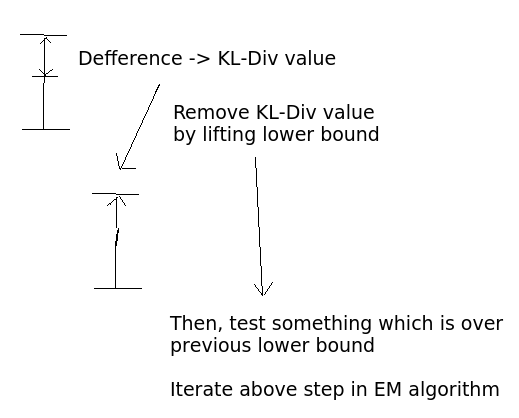 Defference -> KL-Div value
Remove KL-Div value
by lifting lower bound
Then, test something which is over
previous lower bound
Iterate above step in EM algorithm